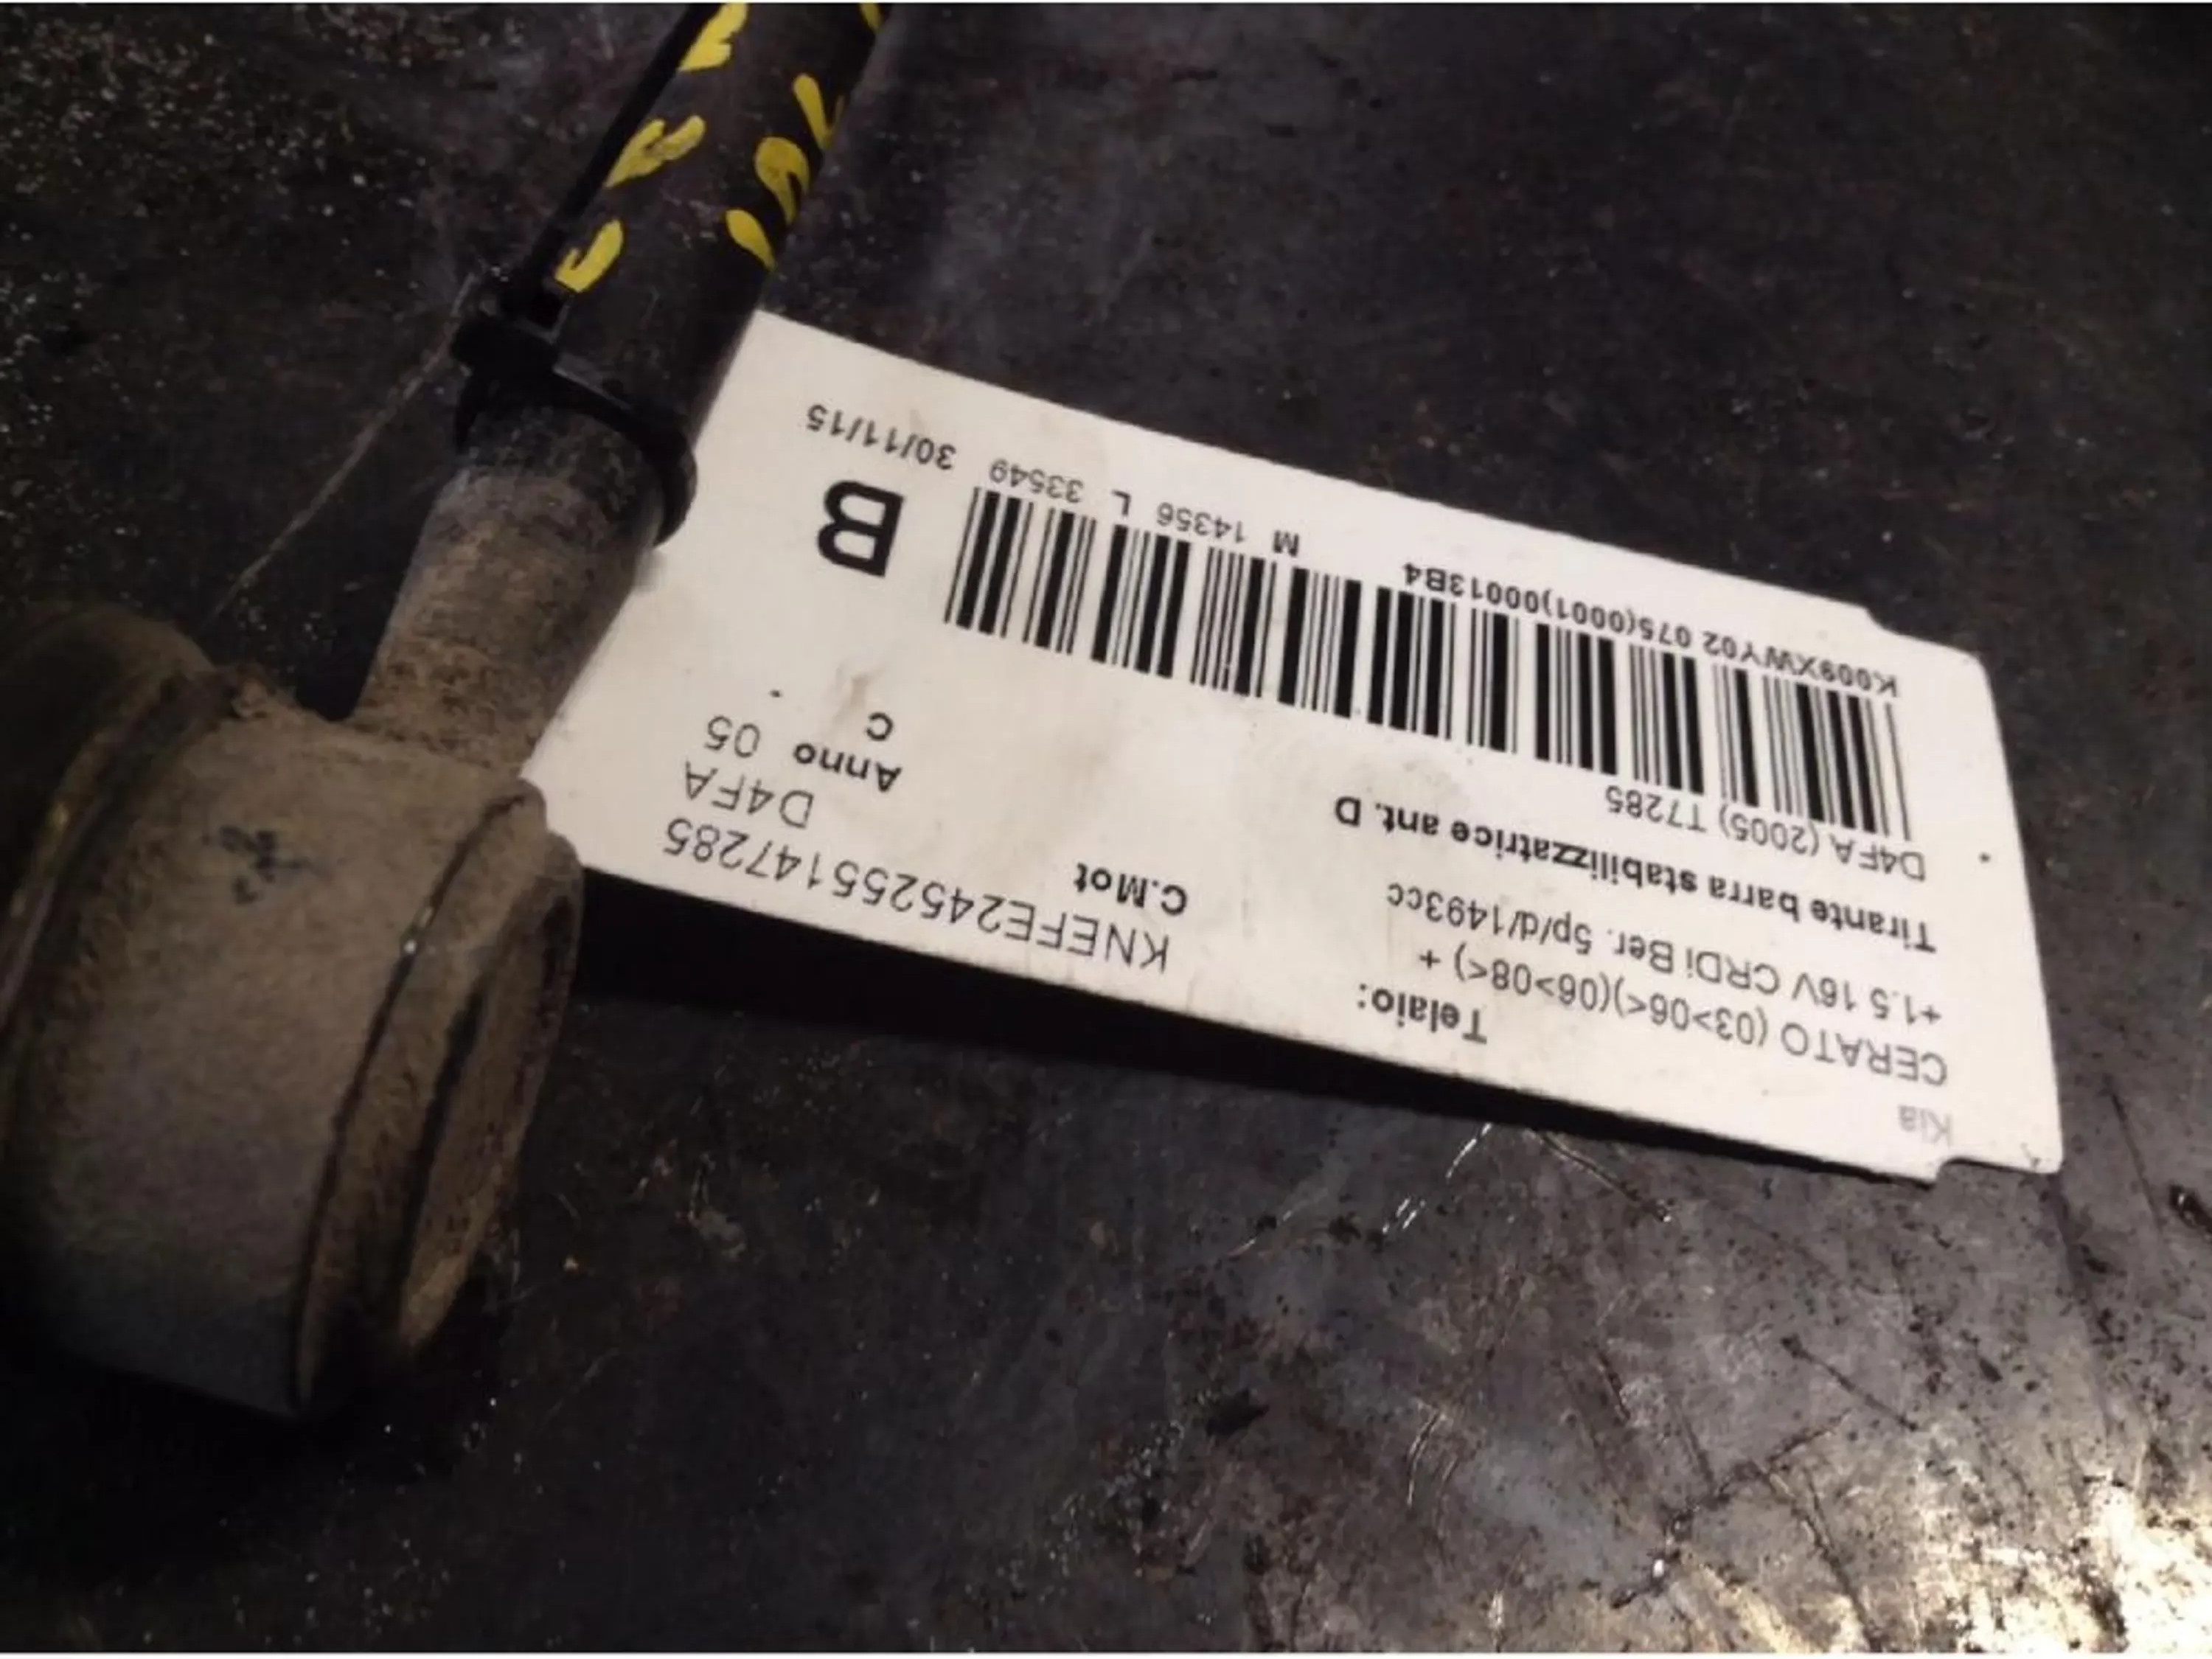 Kia
CERATO (03>06<)(06>08<) +
+1.5 16V CRDi Ber. 5p/d/1493cc
Tirante barra stabilizzatrice ant. D
D4FA (2005) T7285
Telaio:
KNEFE245255147285
C.Mot D4FA
Anno 05
C
K009XWY02 075(0001)00013B4
M 14356 L 33549 30/11/15
B